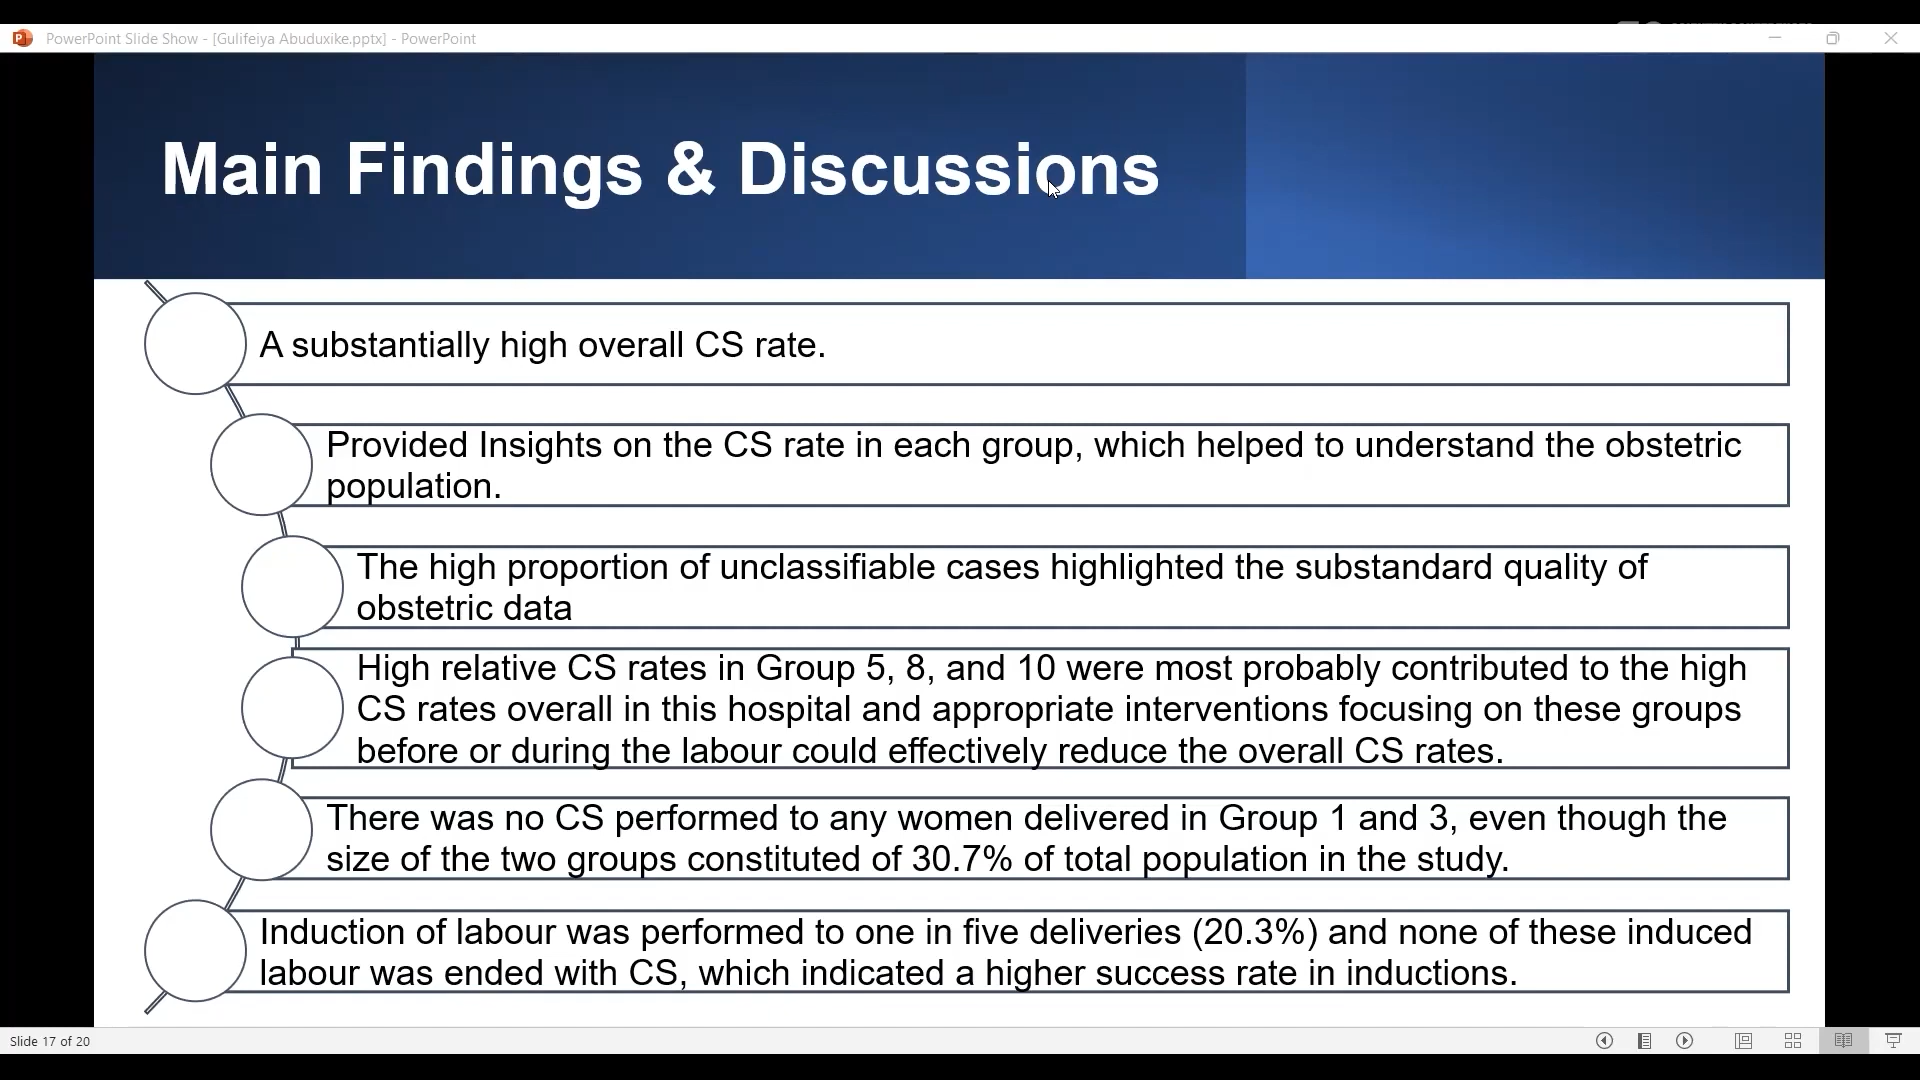 PowerPoint Slide Show - [Gulifeiya Abuduxike.pptx] - PowerPoint
Main Findings & Discussions
A substantially high overall CS rate.
Provided Insights on the CS rate in each group, which helped to understand the obstetric
population.
The high proportion of unclassifiable cases highlighted the substandard quality of
obstetric data
High relative CS rates in Group 5, 8, and 10 were most probably contributed to the high
CS rates overall in this hospital and appropriate interventions focusing on these groups
before or during the labour could effectively reduce the overall CS rates.
There was no CS performed to any women delivered in Group 1 and 3, even though the
size of the two groups constituted of 30.7% of total population in the study.
Induction of labour was performed to one in five deliveries (20.3%) and none of these induced
labour was ended with CS, which indicated a higher success rate in inductions.
Slide 17 of 20